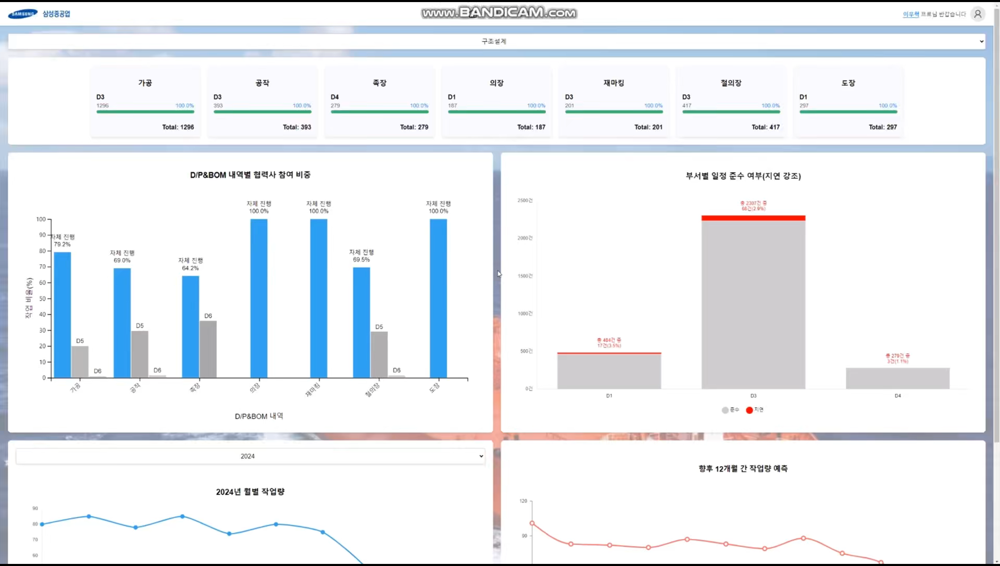 SAMSUNG 삼성중공업
www.BANDICAM.com
이우혁 프로님 반갑습니다
구조설계
가공
D3
1296 100.0%
Total: 1296
공작
D3
393 100.0%
Total: 393
족장
D4
279 100.0%
Total: 279
의장
D1
187 100.0%
Total: 187
재마킹
D3
201 100.0%
Total: 201
철의장
D3
417 100.0%
Total: 417
도장
D1
297 100.0%
Total: 297
D/P&BOM 내역별 협력사 참여 비중
자체 진행
79.2%
자체 진행
69.0%
자체 진행
64.2%
자체 진행
100.0%
자체 진행
100.0%
자체 진행
69.5%
자체 진행
100.0%
D5
D6
D5
D6
D6
D5
D6
100
90
80
70
60
50
40
30
20
10
0
작업 비율(%)
가공
공작
족장
의장
재마킹
철의장
도장
D/P&BOM 내역
부서별 일정 준수 여부(지연 강조)
2500건
2000건
1500건
1000건
500건
0건
총 484건 중
17건(3.5%)
총 2307건 중
68건(2.9%)
총 279건 중
3건(1.1%)
D1
D3
D4
준수
지연
2024
2024년 월별 작업량
90
80
70
60
향후 12개월 간 작업량 예측
120
90